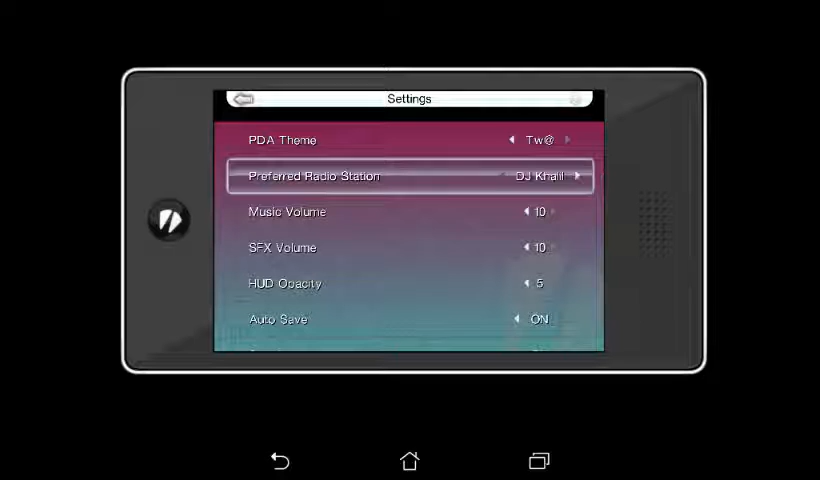 Settings
PDA Theme Tw@
Preferred Radio Station DJ Khalil
Music Volume 10
SFX Volume 10
HUD Opacity 5
Auto Save ON